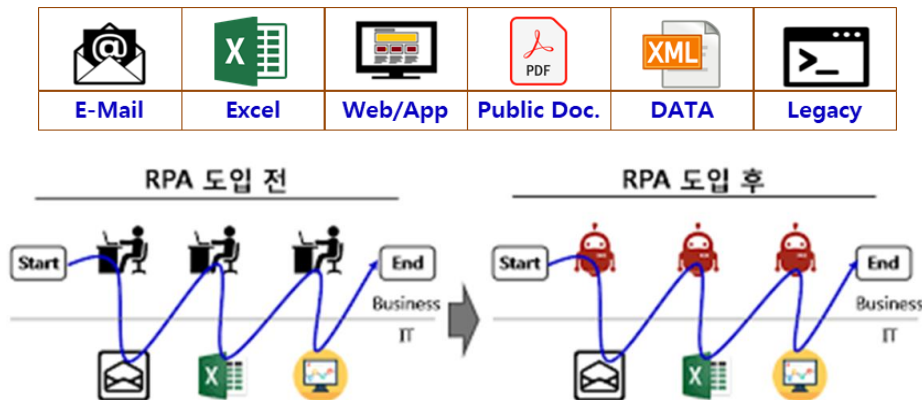 @
X
PDF
XML
>_
E-Mail
Excel
Web/App
Public Doc.
DATA
Legacy
RPA 도입 전
Start
End
Business
IT
X
RPA 도입 후
Start
End
Business
IT
X